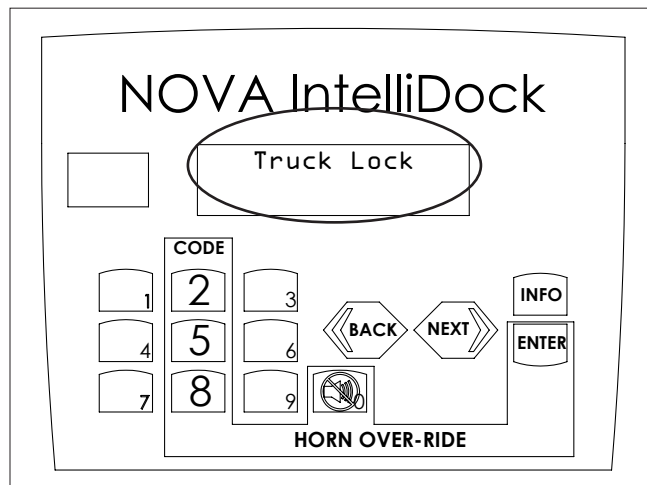 NOVA IntelliDock
Truck Lock
CODE
1 2 3
INFO
4 5 6
BACK NEXT
ENTER
7 8 9 0
HORN OVER-RIDE